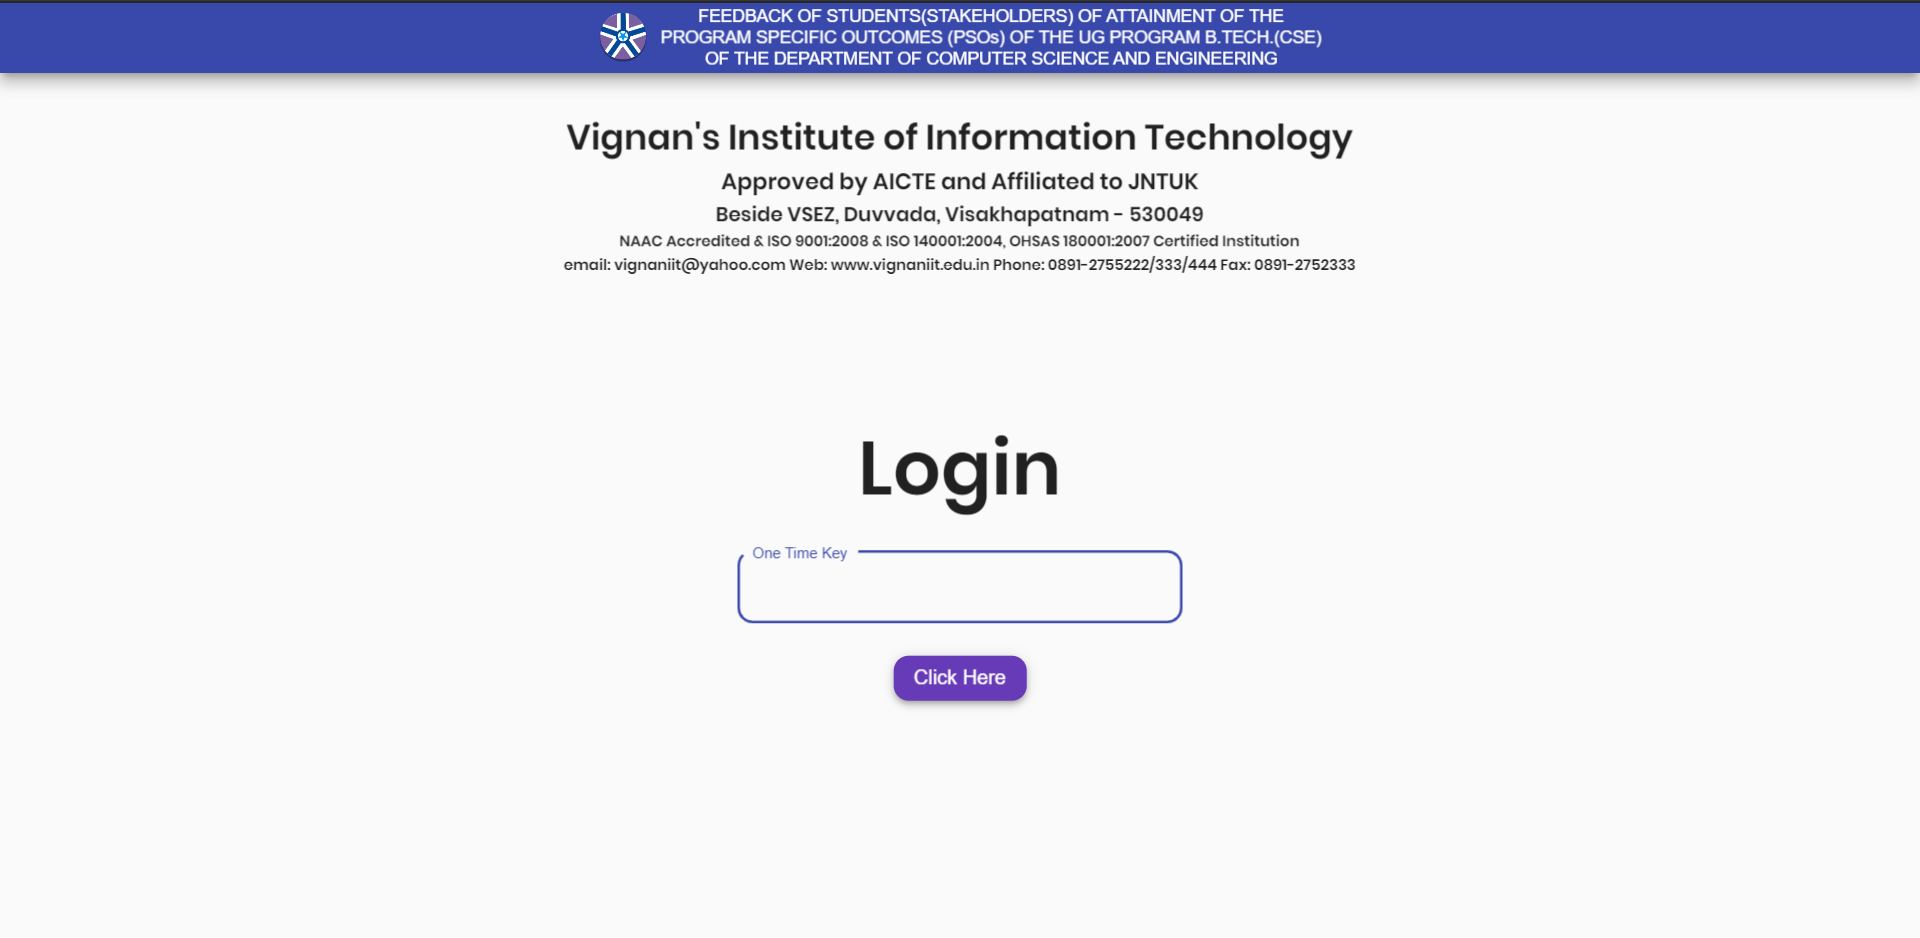 FEEDBACK OF STUDENTS(STAKEHOLDERS) OF ATTAINMENT OF THE
PROGRAM SPECIFIC OUTCOMES (PSOs) OF THE UG PROGRAM B.TECH.(CSE)
OF THE DEPARTMENT OF COMPUTER SCIENCE AND ENGINEERING
Vignan's Institute of Information Technology
Approved by AICTE and Affiliated to JNTUK
Beside VSEZ, Duvvada, Visakhapatnam - 530049
NAAC Accredited & ISO 9001:2008 & ISO 140001:2004, OHSAS 180001:2007 Certified Institution
email: vignaniit@yahoo.com Web: www.vignaniit.edu.in Phone: 0891-2755222/333/444 Fax: 0891-2752333
Login
One Time Key
Click Here